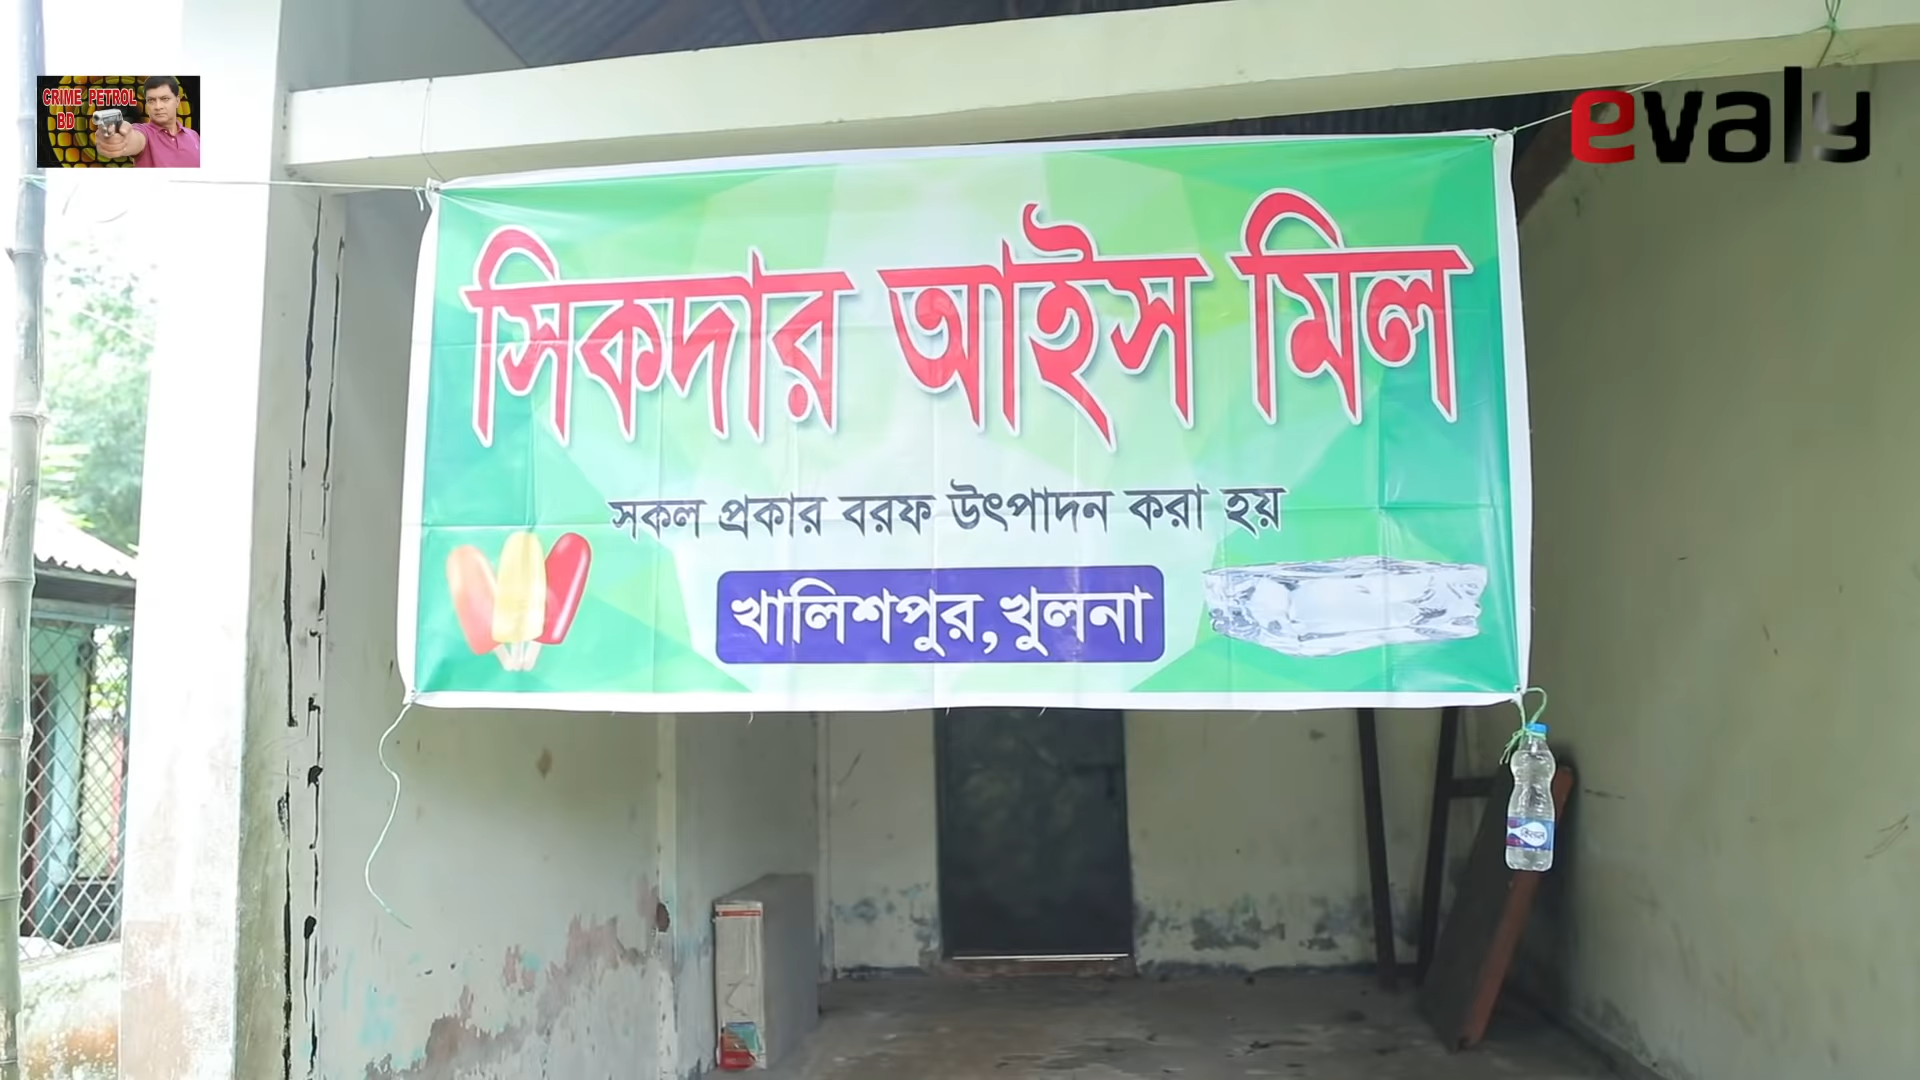 CRIME PETROL
BD
evaly
সিকদার আইস মিল
সকল প্রকার বরফ উৎপাদন করা হয়
খালিশপুর, খুলনা